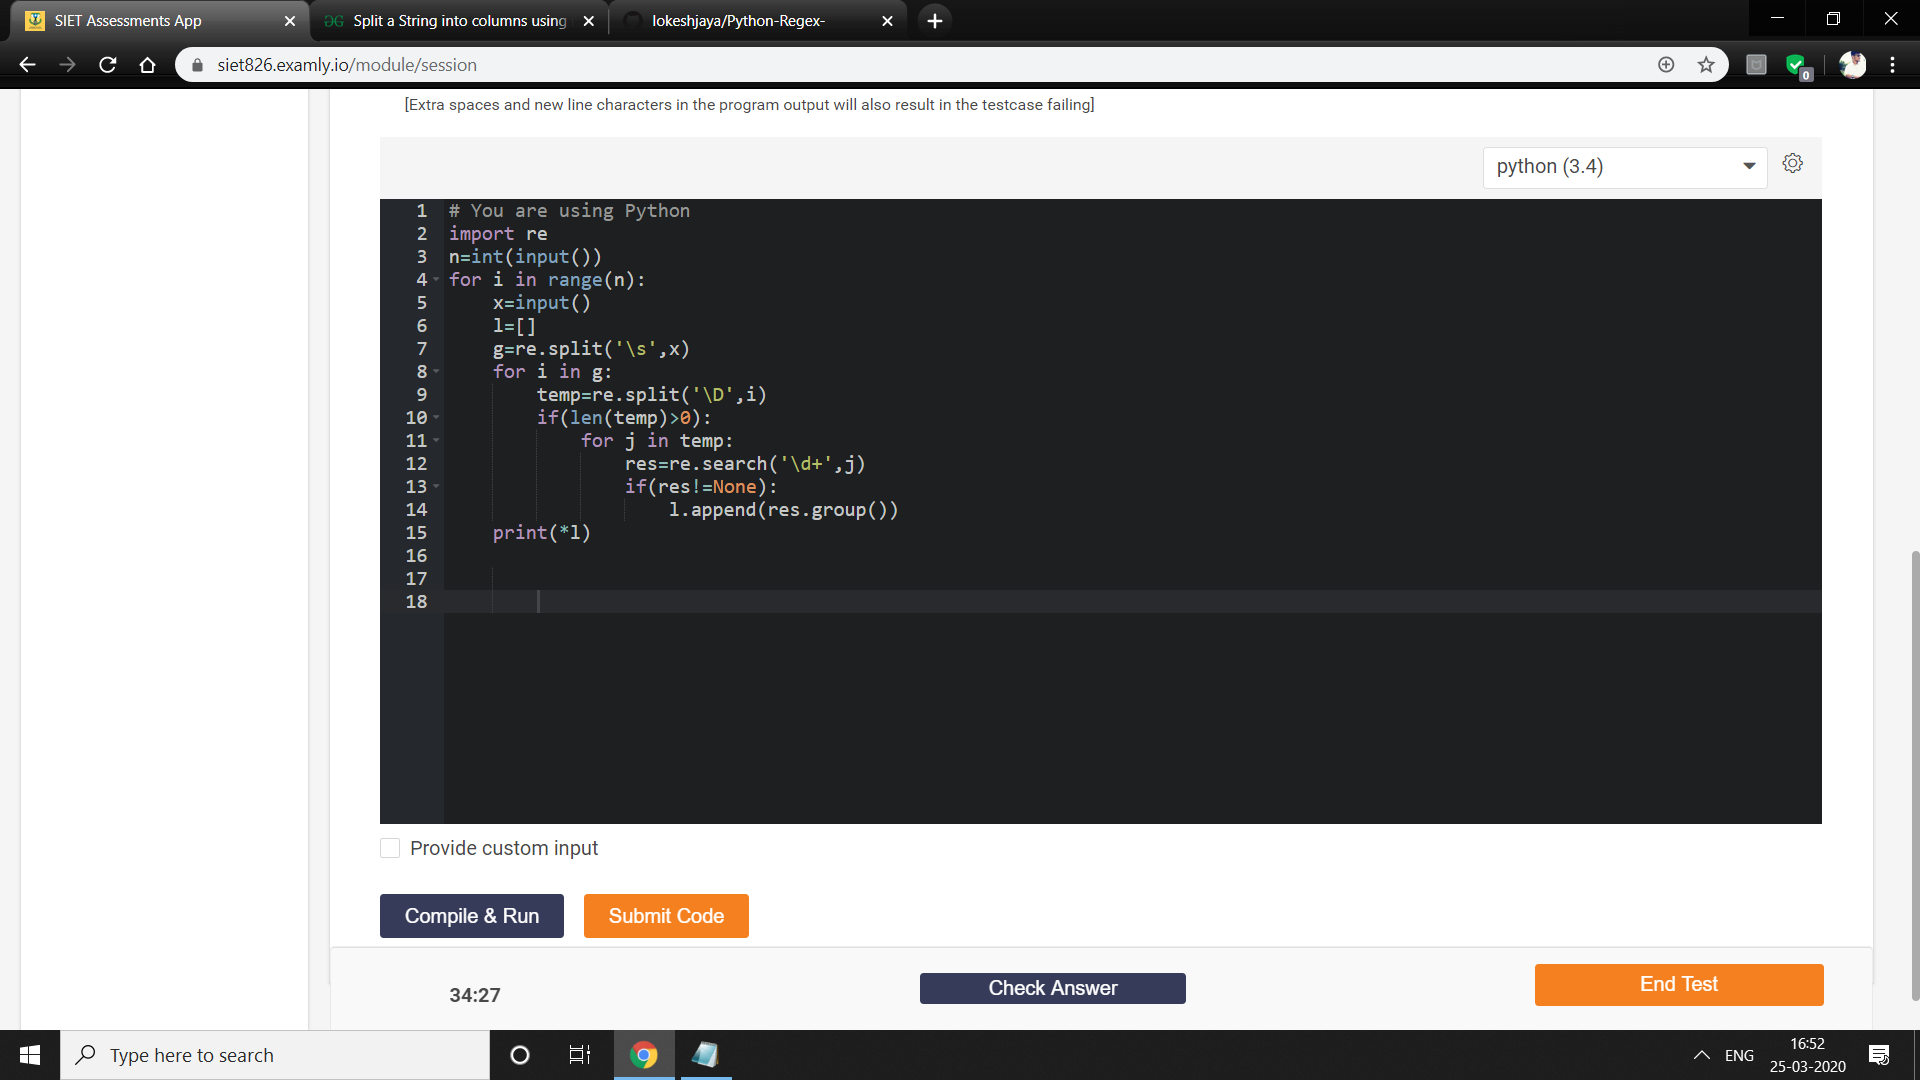 SIET Assessments App
Split a String into columns using
lokeshjaya/Python-Regex-
siet826.examly.io/module/session
0
[Extra spaces and new line characters in the program output will also result in the testcase failing]
python (3.4)
1 # You are using Python
2 import re
3 n=int(input())
4 for i in range(n):
5 x=input()
6 l=[]
7 g=re.split('\s',x)
8 for i in g:
9 temp=re.split('\D',i)
10 if(len(temp)>0):
11 for j in temp:
12 res=re.search('\d+',j)
13 if(res!=None):
14 l.append(res.group())
15 print(*l)
16
17
18
Provide custom input
Compile & Run
Submit Code
34:27
Check Answer
End Test
Type here to search
ENG
16:52
25-03-2020